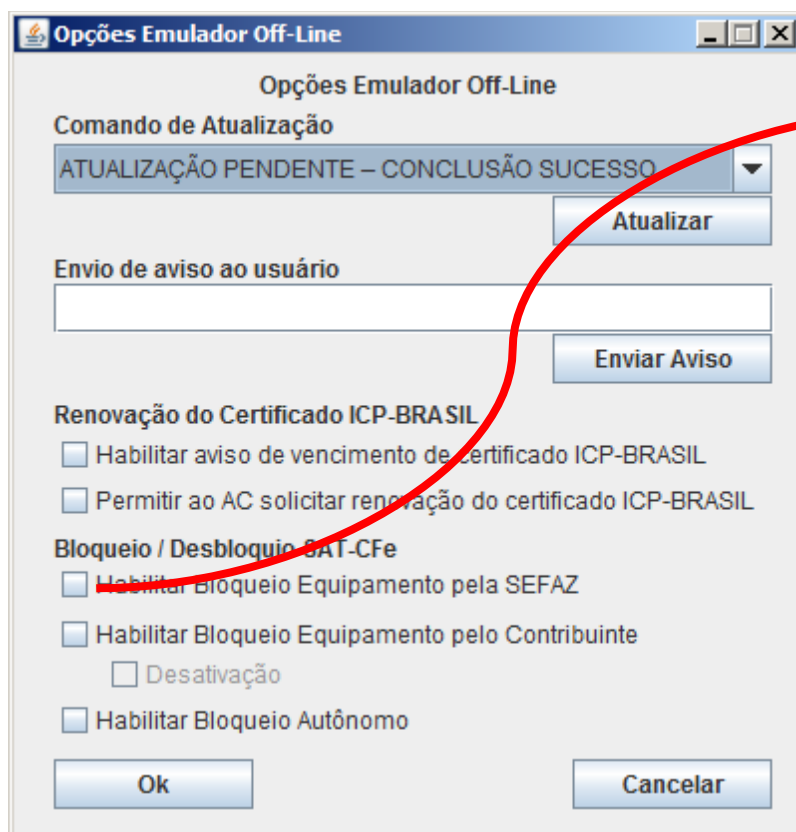 Opções Emulador Off-Line
Opções Emulador Off-Line
Comando de Atualização
ATUALIZAÇÃO PENDENTE – CONCLUSÃO SUCESSO
Atualizar
Envio de aviso ao usuário
Enviar Aviso
Renovação do Certificado ICP-BRASIL
Habilitar aviso de vencimento de certificado ICP-BRASIL
Permitir ao AC solicitar renovação do certificado ICP-BRASIL
Bloqueio / Desbloquio SAT-CFe
Habilitar Bloqueio Equipamento pela SEFAZ
Habilitar Bloqueio Equipamento pelo Contribuinte
Desativação
Habilitar Bloqueio Autônomo
Ok Cancelar